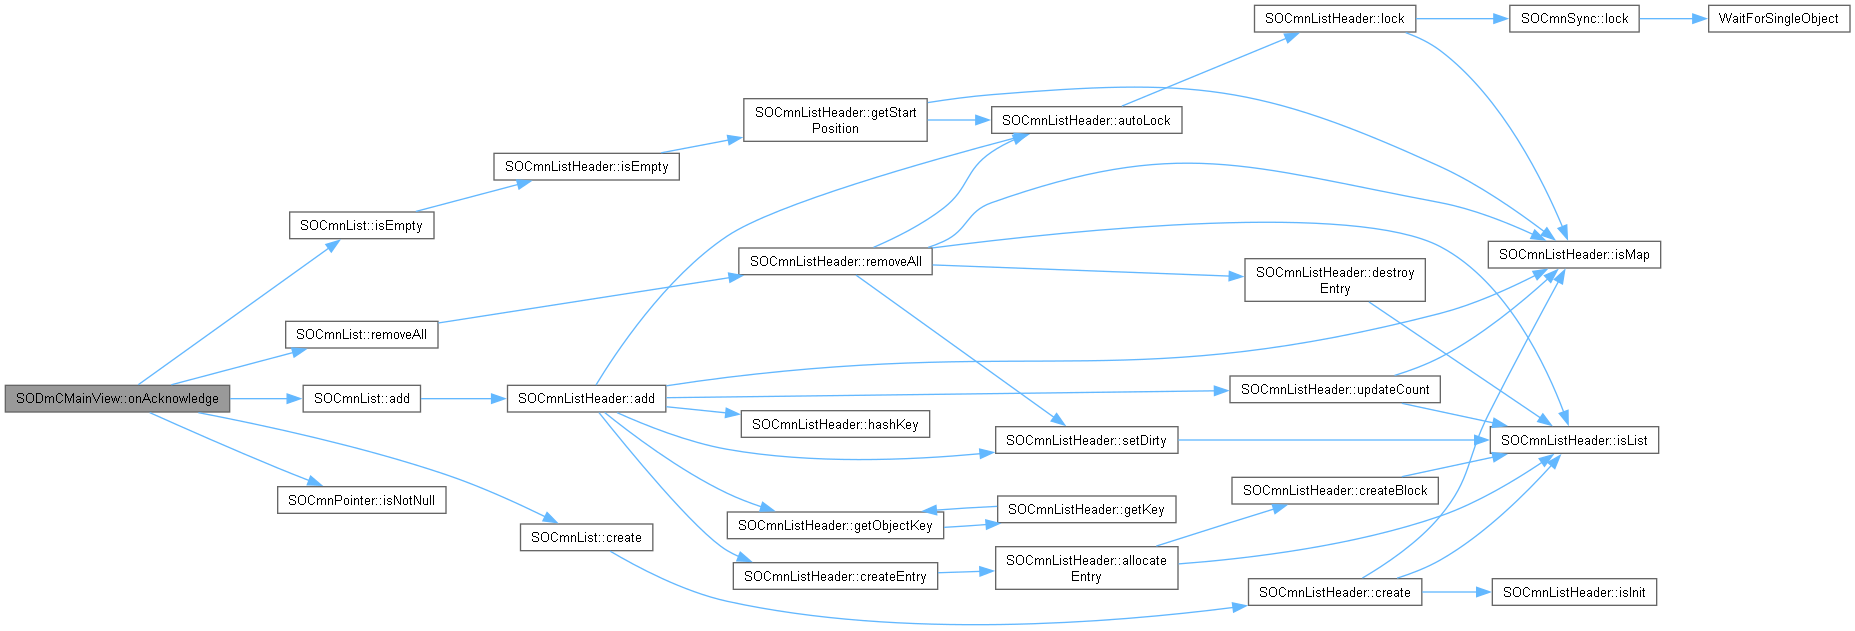 SOCmnListHeader::lock
SOCmnSync::lock
WaitForSingleObject
SOCmnListHeader::getStart
Position
SOCmnListHeader::autoLock
SOCmnListHeader::isEmpty
SOCmnList::isEmpty
SOCmnListHeader::removeAll
SOCmnListHeader::destroy
Entry
SOCmnListHeader::isMap
SOCmnList::removeAll
SODmCMainView::onAcknowledge
SOCmnList::add
SOCmnListHeader::add
SOCmnListHeader::updateCount
SOCmnListHeader::hashKey
SOCmnListHeader::setDirty
SOCmnListHeader::isList
SOCmnPointer::isNotNull
SOCmnListHeader::createBlock
SOCmnListHeader::getKey
SOCmnListHeader::getObjectKey
SOCmnList::create
SOCmnListHeader::createEntry
SOCmnListHeader::allocate
Entry
SOCmnListHeader::create
SOCmnListHeader::isInit